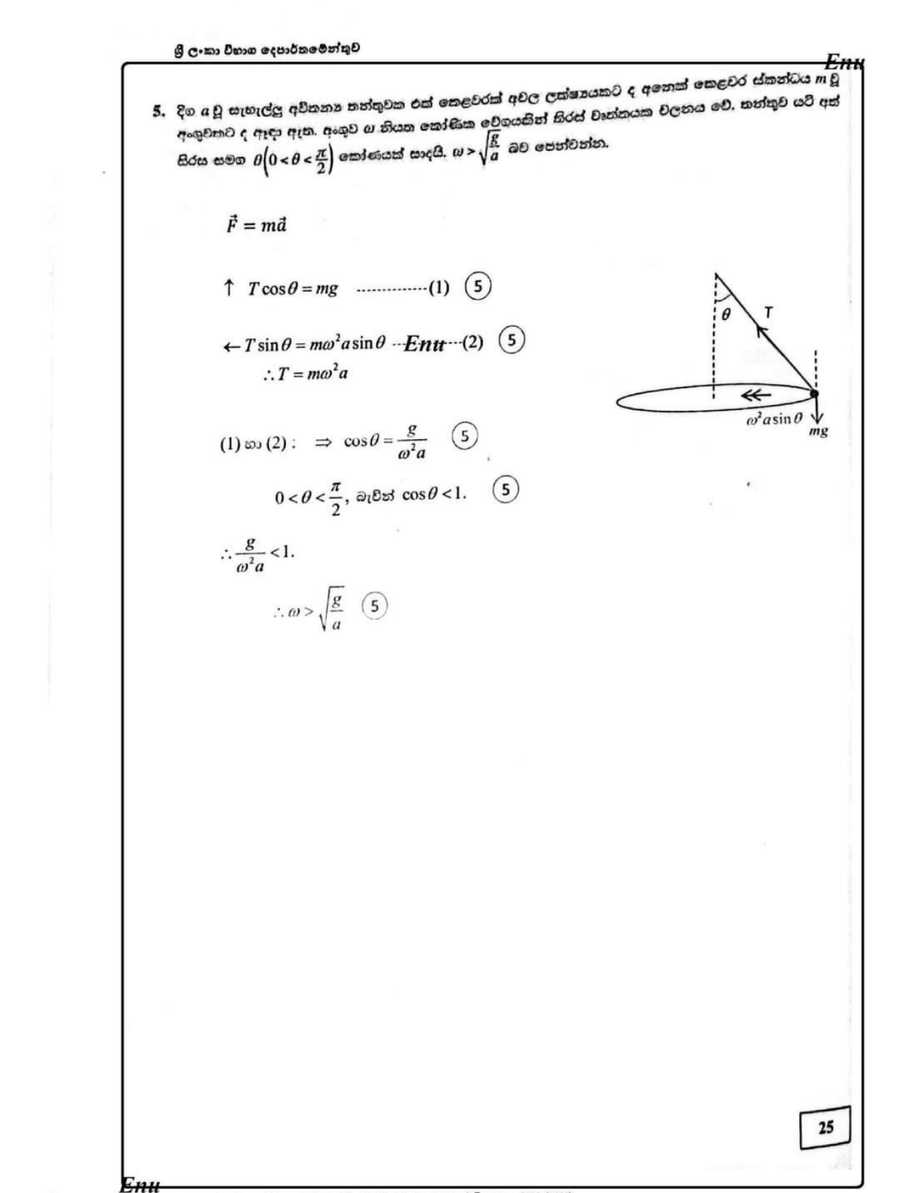 ශ්‍රී ලංකා විභාග දෙපාර්තමේන්තුව
Enu
5. දිග a වූ සැහැල්ලු අවිතන්‍ය තන්තුවක එක් කෙළවරක් අචල ලක්ෂ්‍යයකට ද අනෙක් කෙළවර ස්කන්ධය m වූ
අංශුවකට ද ඇඳා ඇත. අංශුව ω නියත කෝණික වේගයකින් තිරස් වෘත්තයක චලනය වේ. තන්තුව යටි අත්
සිරස සමග θ(0 < θ < π/2) කෝණයක් සාදයි. ω > √(g/a) බව පෙන්වන්න.
F⃗ = ma⃗
↑ T cos θ = mg -------------(1) 5
← T sin θ = mω²a sin θ --Enu---(2) 5
∴ T = mω²a
(1) හා (2) : ⇒ cos θ = g/ω²a 5
0 < θ < π/2, බැවින් cos θ < 1. 5
∴ g/ω²a < 1.
∴ ω > √(g/a) 5
θ
T
ω²a sin θ
mg
25
Enu